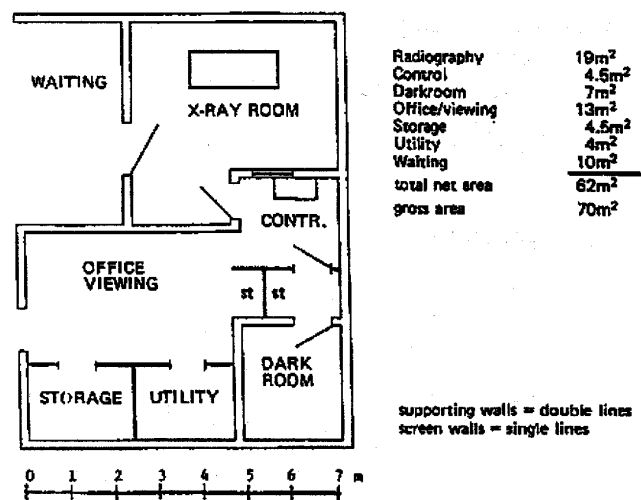 WAITING
X-RAY ROOM
CONTR.
OFFICE
VIEWING
st st
DARK
ROOM
STORAGE
UTILITY
0 1 2 3 4 5 6 7 m
Radiography 19m²
Control 4.5m²
Darkroom 7m²
Office/viewing 13m²
Storage 4.5m²
Utility 4m²
Waiting 10m²
total net area 62m²
gross area 70m²
supporting walls = double lines
screen walls = single lines